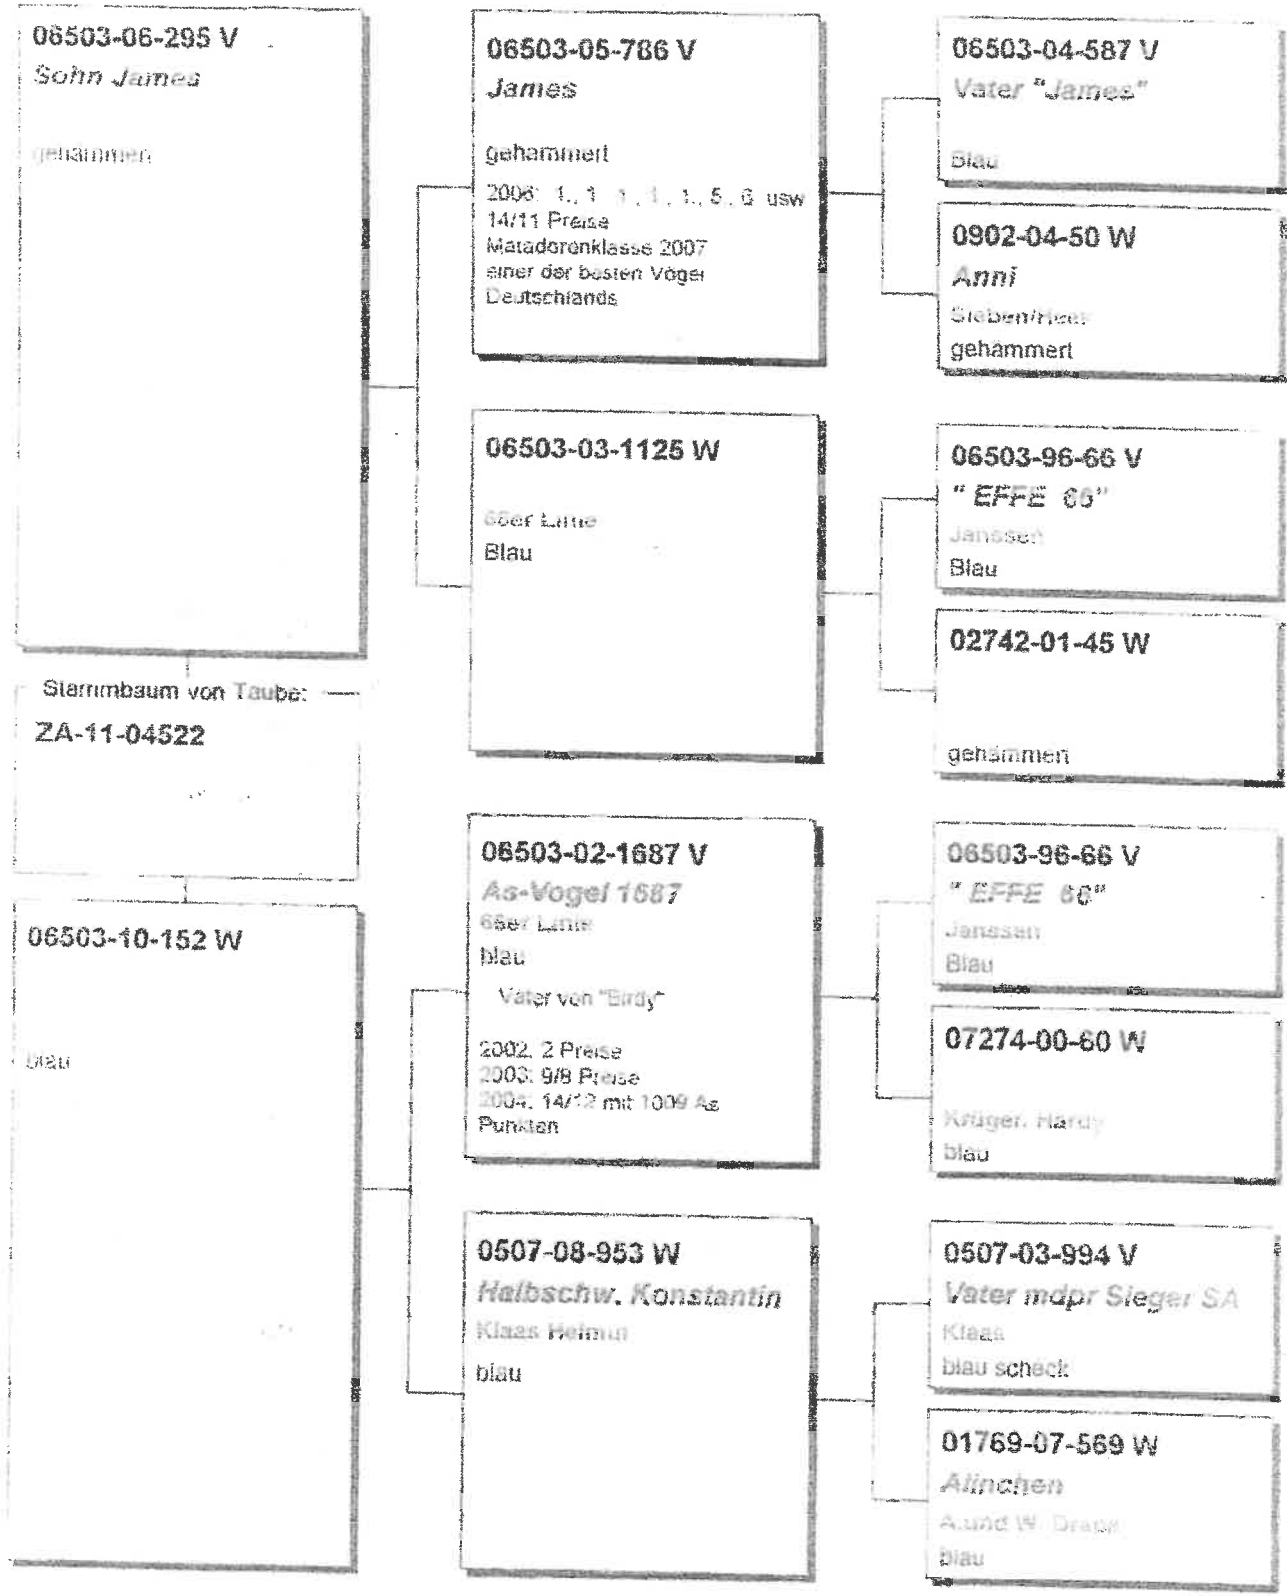 06503-06-295 V
Sohn James
gehämmert
Stammbaum von Taube:
ZA-11-04522
06503-10-152 W
blau
06503-05-786 V
James
gehämmert
2006: 1., 1., 1., 1., 1., 5., 6. usw
14/11 Preise
Matadorenklasse 2007
einer der besten Vögel
Deutschlands
06503-03-1125 W
66er Linie
Blau
06503-02-1687 V
As-Vogel 1687
66er Linie
blau
Vater von "Birdy"
2002: 2 Preise
2003: 9/8 Preise
2004: 14/12 mit 1009 As
Punkten
0507-08-953 W
Halbschw. Konstantin
Klaas Helmut
blau
06503-04-587 V
Vater "James"
Blau
0902-04-50 W
Anni
gehämmert
06503-96-66 V
" EFFE 66"
Janssen
Blau
02742-01-45 W
gehämmert
06503-96-66 V
" EFFE 66"
Janssen
Blau
07274-00-60 W
Krüger, Hardy
blau
0507-03-994 V
Vater mdpr Sieger SA
Klaas
blau scheck
01769-07-569 W
Alinchen
A.und W.
blau